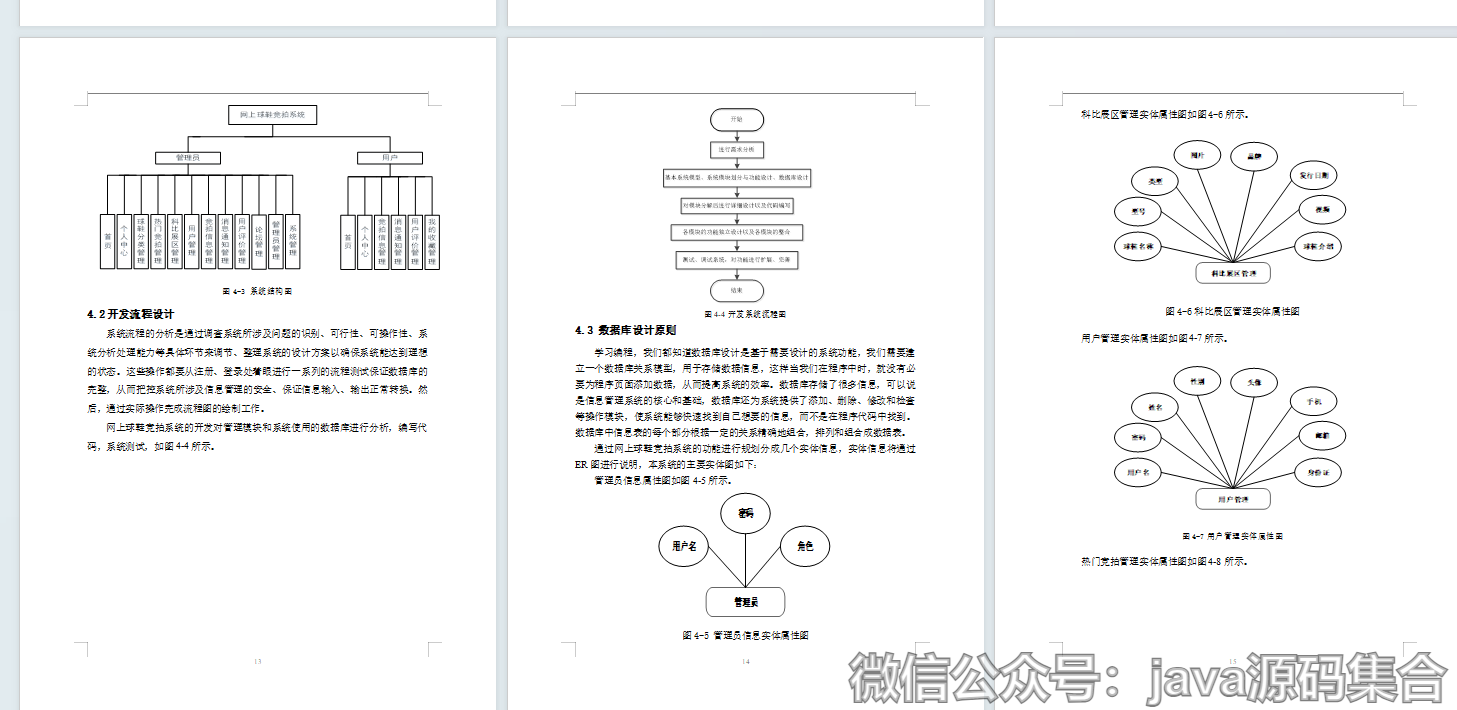 网上球鞋竞拍系统
管理员
用户
首页
个人中心
球鞋分类管理
热门竞拍管理
科比展区管理
用户管理
竞拍信息管理
消息通知管理
用户评价管理
论坛管理
管理员管理
系统管理
首页
个人中心
竞拍信息管理
消息通知管理
用户评价管理
我的收藏管理
图 4-3 系统结构图
4.2开发流程设计
系统流程的分析是通过调查系统所涉及问题的识别、可行性、可操作性、系
统分析处理能力等具体环节来调节、整理系统的设计方案以确保系统能达到理想
的状态。这些操作都要从注册、登录处着眼进行一系列的流程测试保证数据库的
完整，从而把控系统所涉及信息管理的安全、保证信息输入、输出正常转换。然
后，通过实际操作完成流程图的绘制工作。
网上球鞋竞拍系统的开发对管理模块和系统使用的数据库进行分析，编写代
码，系统测试，如图 4-4 所示。
13
开始
进行需求分析
基本系统模型、系统模块划分与功能设计、数据库设计
对模块分解后进行详细设计以及代码编写
各模块的功能独立设计以及各模块的整合
测试、调试系统，对功能进行扩展、完善
结束
图 4-4 开发系统流程图
4.3 数据库设计原则
学习编程，我们都知道数据库设计是基于需要设计的系统功能，我们需要建
立一个数据库关系模型，用于存储数据信息，这样当我们在程序中时，就没有必
要为程序页面添加数据，从而提高系统的效率。数据库存储了很多信息，可以说
是信息管理系统的核心和基础，数据库还为系统提供了添加、删除、修改和检查
等操作模块，使系统能够快速找到自己想要的信息，而不是在程序代码中找到。
数据库中信息表的每个部分根据一定的关系精确地组合，排列和组合成数据表。
通过网上球鞋竞拍系统的功能进行规划分成几个实体信息，实体信息将通过
ER 图进行说明，本系统的主要实体图如下：
管理员信息属性图如图 4-5 所示。
密码
用户名
角色
管理员
图 4-5 管理员信息实体属性图
14
科比展区管理实体属性图如图4-6 所示。
图片
品牌
类型
发行日期
货号
视频
球鞋名称
球鞋介绍
科比展区管理
图 4-6 科比展区管理实体属性图
用户管理实体属性图如图4-7 所示。
性别
头像
姓名
手机
密码
邮箱
用户名
身份证
用户管理
图 4-7 用户管理实体属性图
热门竞拍管理实体属性图如图4-8 所示。
15
微信公众号：java源码集合